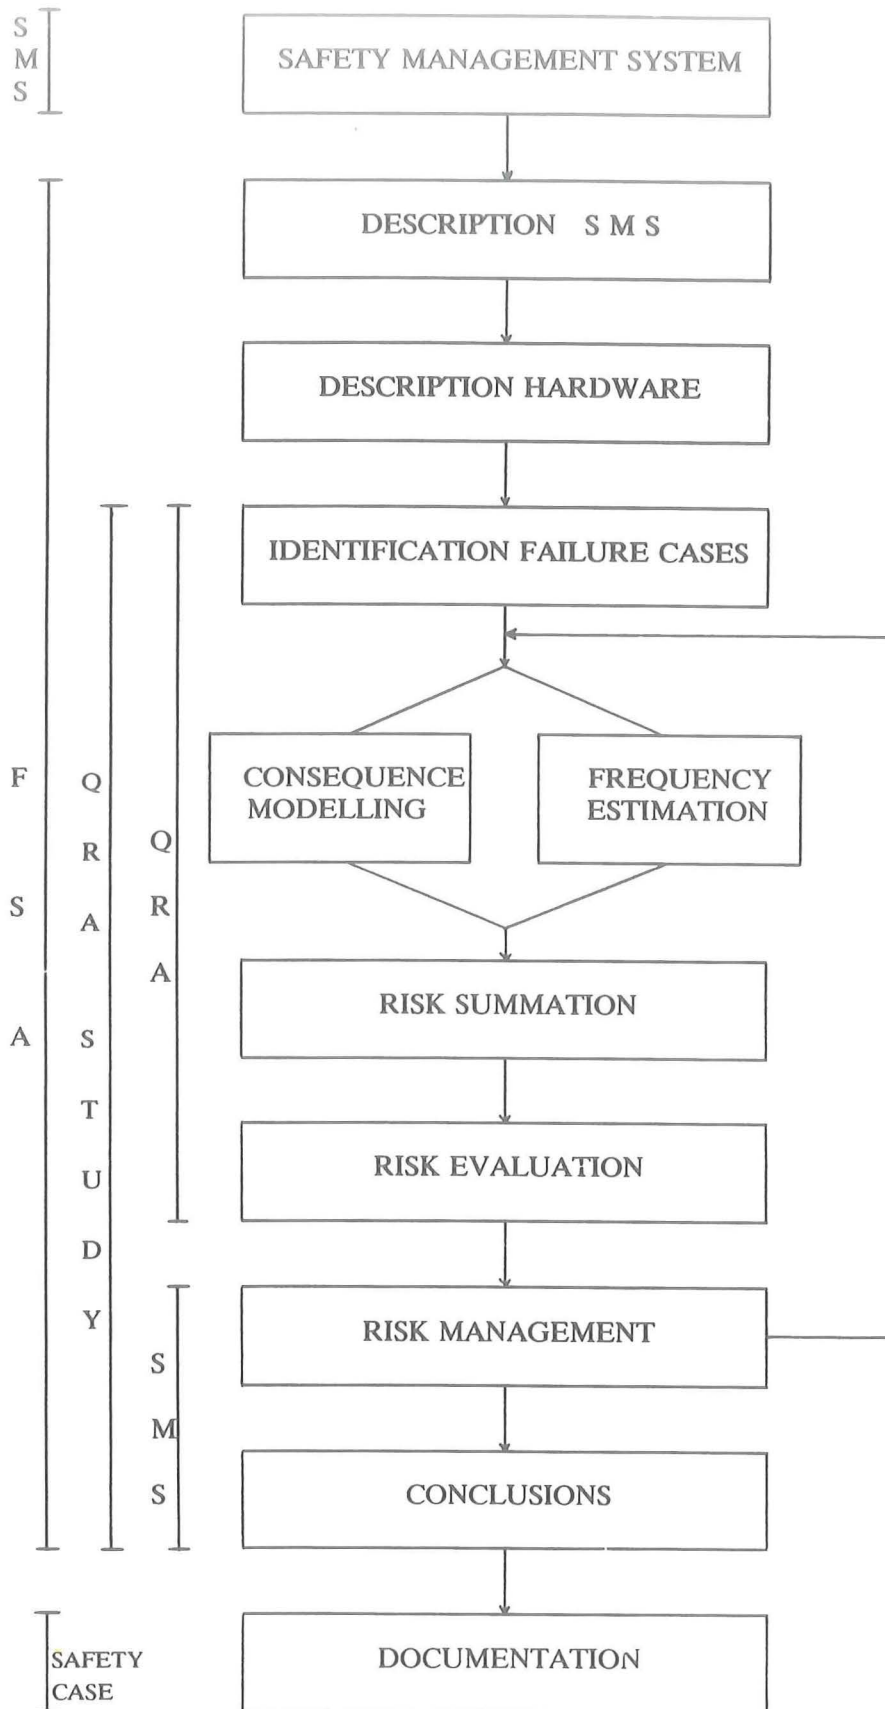 S
M
S
SAFETY MANAGEMENT SYSTEM
DESCRIPTION S M S
DESCRIPTION HARDWARE
IDENTIFICATION FAILURE CASES
CONSEQUENCE
MODELLING
FREQUENCY
ESTIMATION
F
S
A
Q
R
A
S
T
U
D
Y
Q
R
A
RISK SUMMATION
RISK EVALUATION
RISK MANAGEMENT
S
M
S
CONCLUSIONS
SAFETY
CASE
DOCUMENTATION